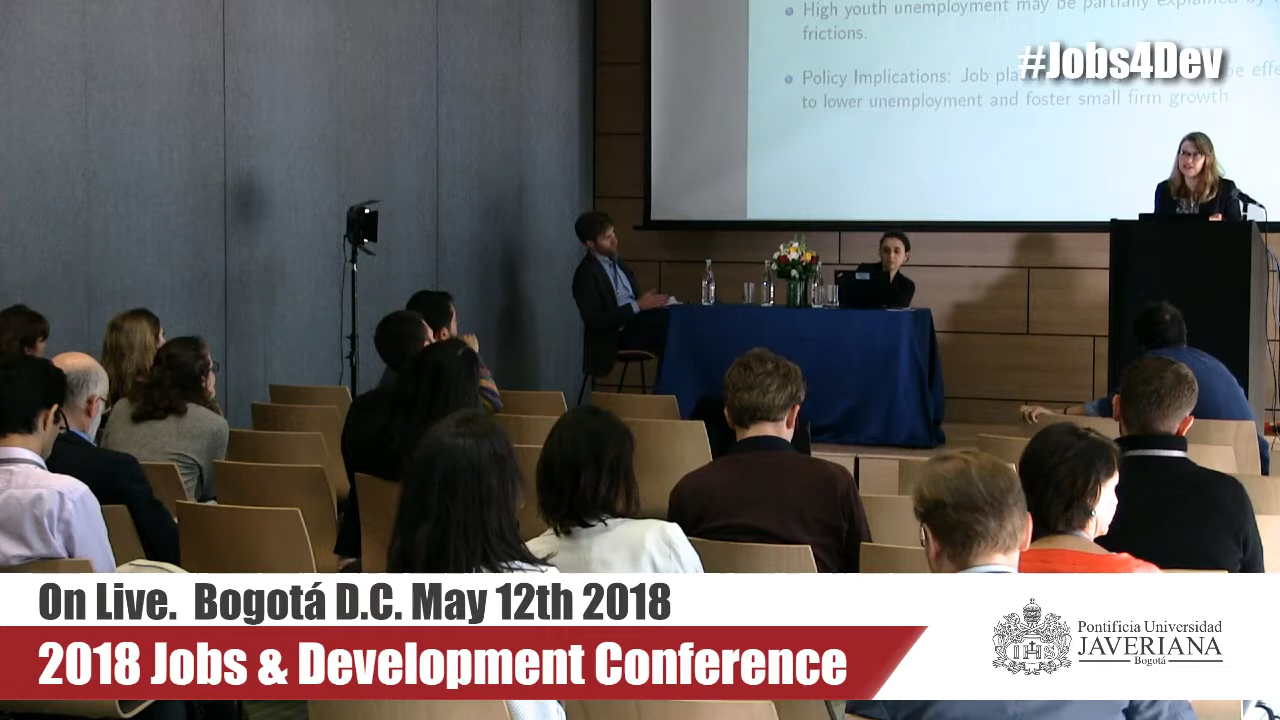 High youth unemployment may be partially explained by
frictions.
#Jobs4Dev
Policy Implications: Job
to lower unemployment and foster small firm growth
On Live. Bogotá D.C. May 12th 2018
2018 Jobs & Development Conference
Pontificia Universidad
JAVERIANA
Bogotá